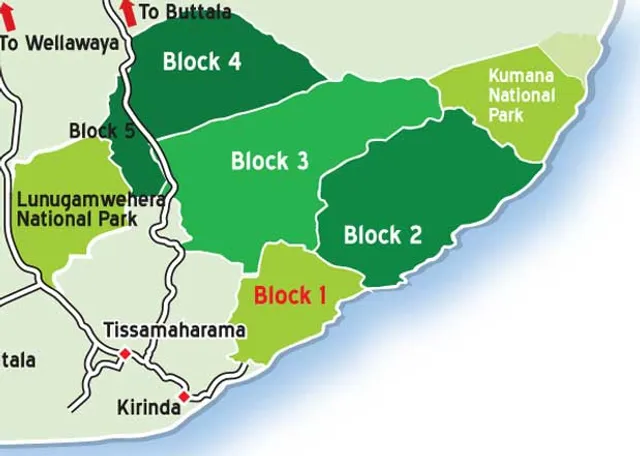 To Buttala
To Wellawaya
Block 4
Kumana
National
Park
Block 5
Block 3
Lunugamwehera
National Park
Block 2
Block 1
Tissamaharama
tala
Kirinda